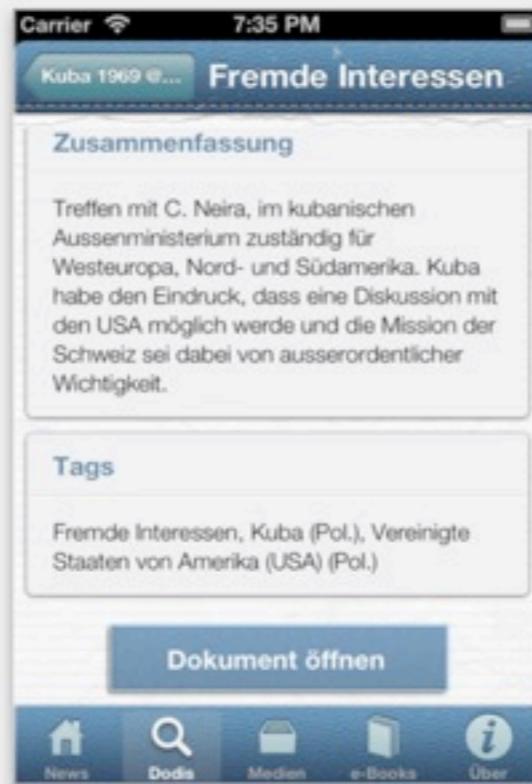 Carrier 7:35 PM
Kuba 1969 @... Fremde Interessen
Zusammenfassung
Treffen mit C. Neira, im kubanischen
Aussenministerium zuständig für
Westeuropa, Nord- und Südamerika. Kuba
habe den Eindruck, dass eine Diskussion mit
den USA möglich werde und die Mission der
Schweiz sei dabei von ausserordentlicher
Wichtigkeit.
Tags
Fremde Interessen, Kuba (Pol.), Vereinigte
Staaten von Amerika (USA) (Pol.)
Dokument öffnen
News Dodis Medien e-Books Über